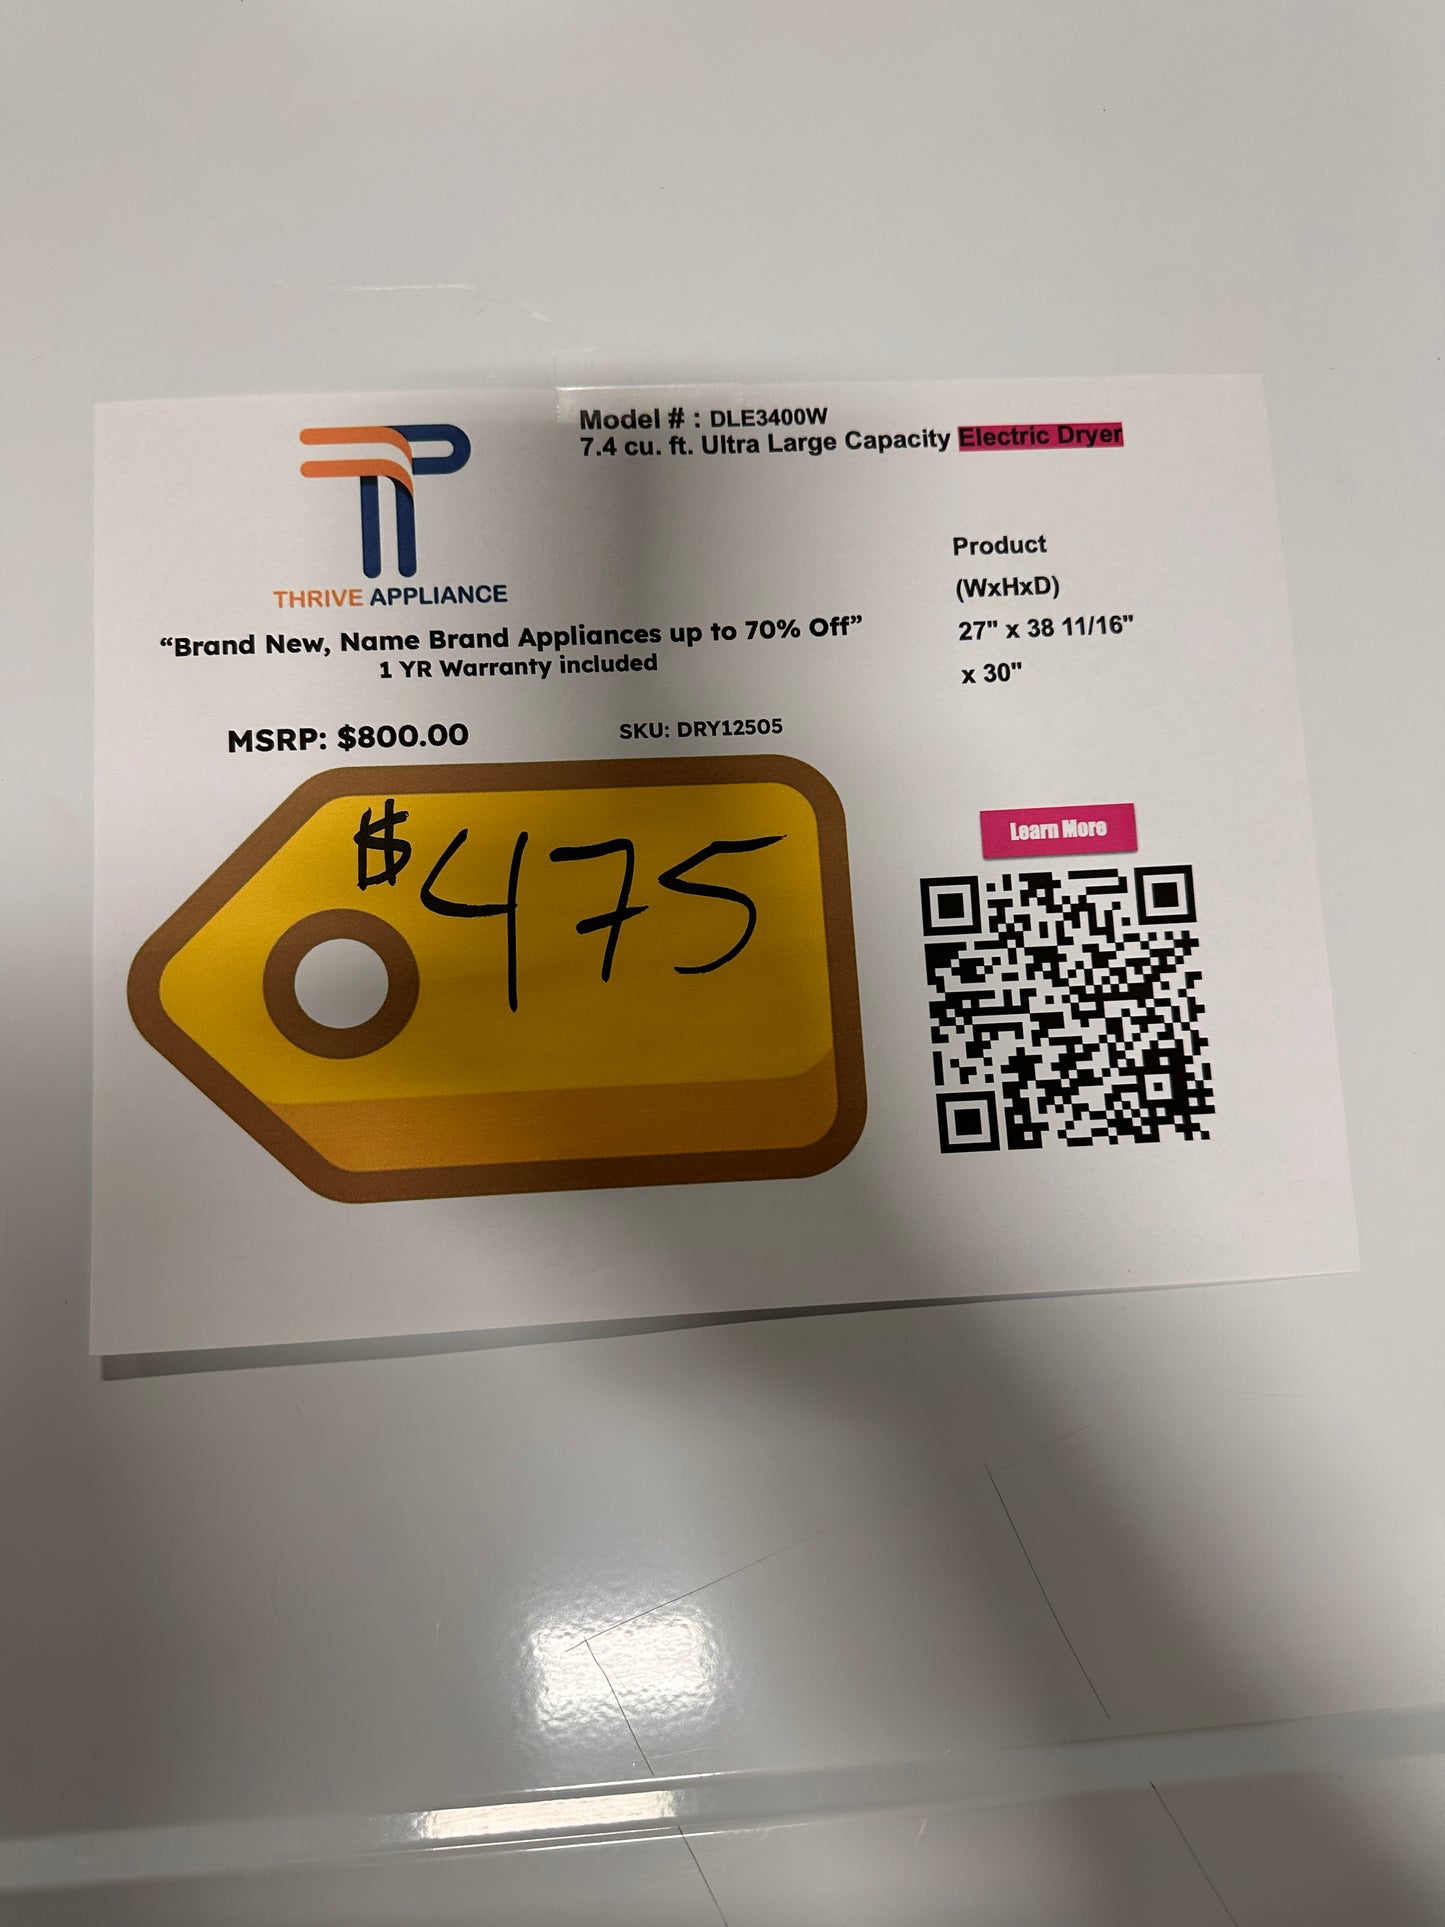 Model # : DLE3400W
7.4 cu. ft. Ultra Large Capacity Electric Dryer
THRIVE APPLIANCE
“Brand New, Name Brand Appliances up to 70% Off”
1 YR Warranty included
Product
(WxHxD)
27" x 38 11/16"
x 30"
MSRP: $800.00
SKU: DRY12505
$475
Learn More